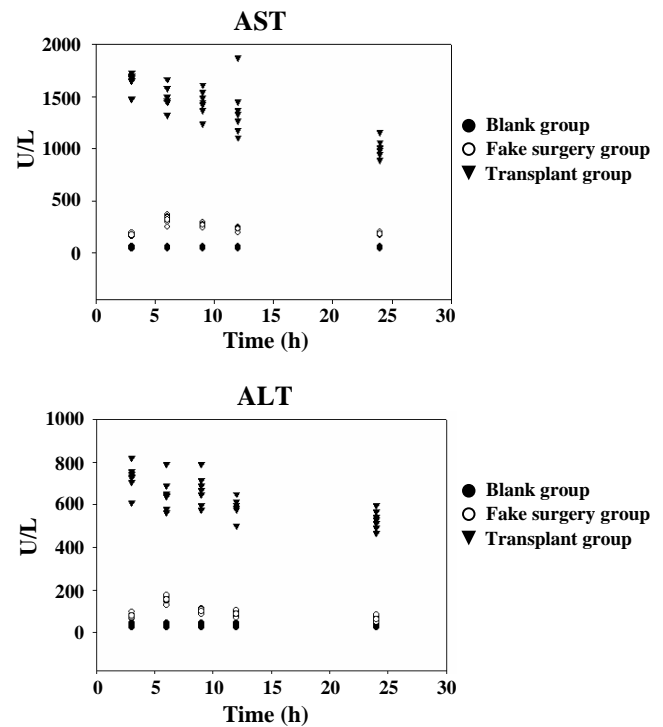 AST
2000
1500
1000
500
0
U/L
0 5 10 15 20 25 30
Time (h)
Blank group
Fake surgery group
Transplant group
ALT
1000
800
600
400
200
0
U/L
0 5 10 15 20 25 30
Time (h)
Blank group
Fake surgery group
Transplant group